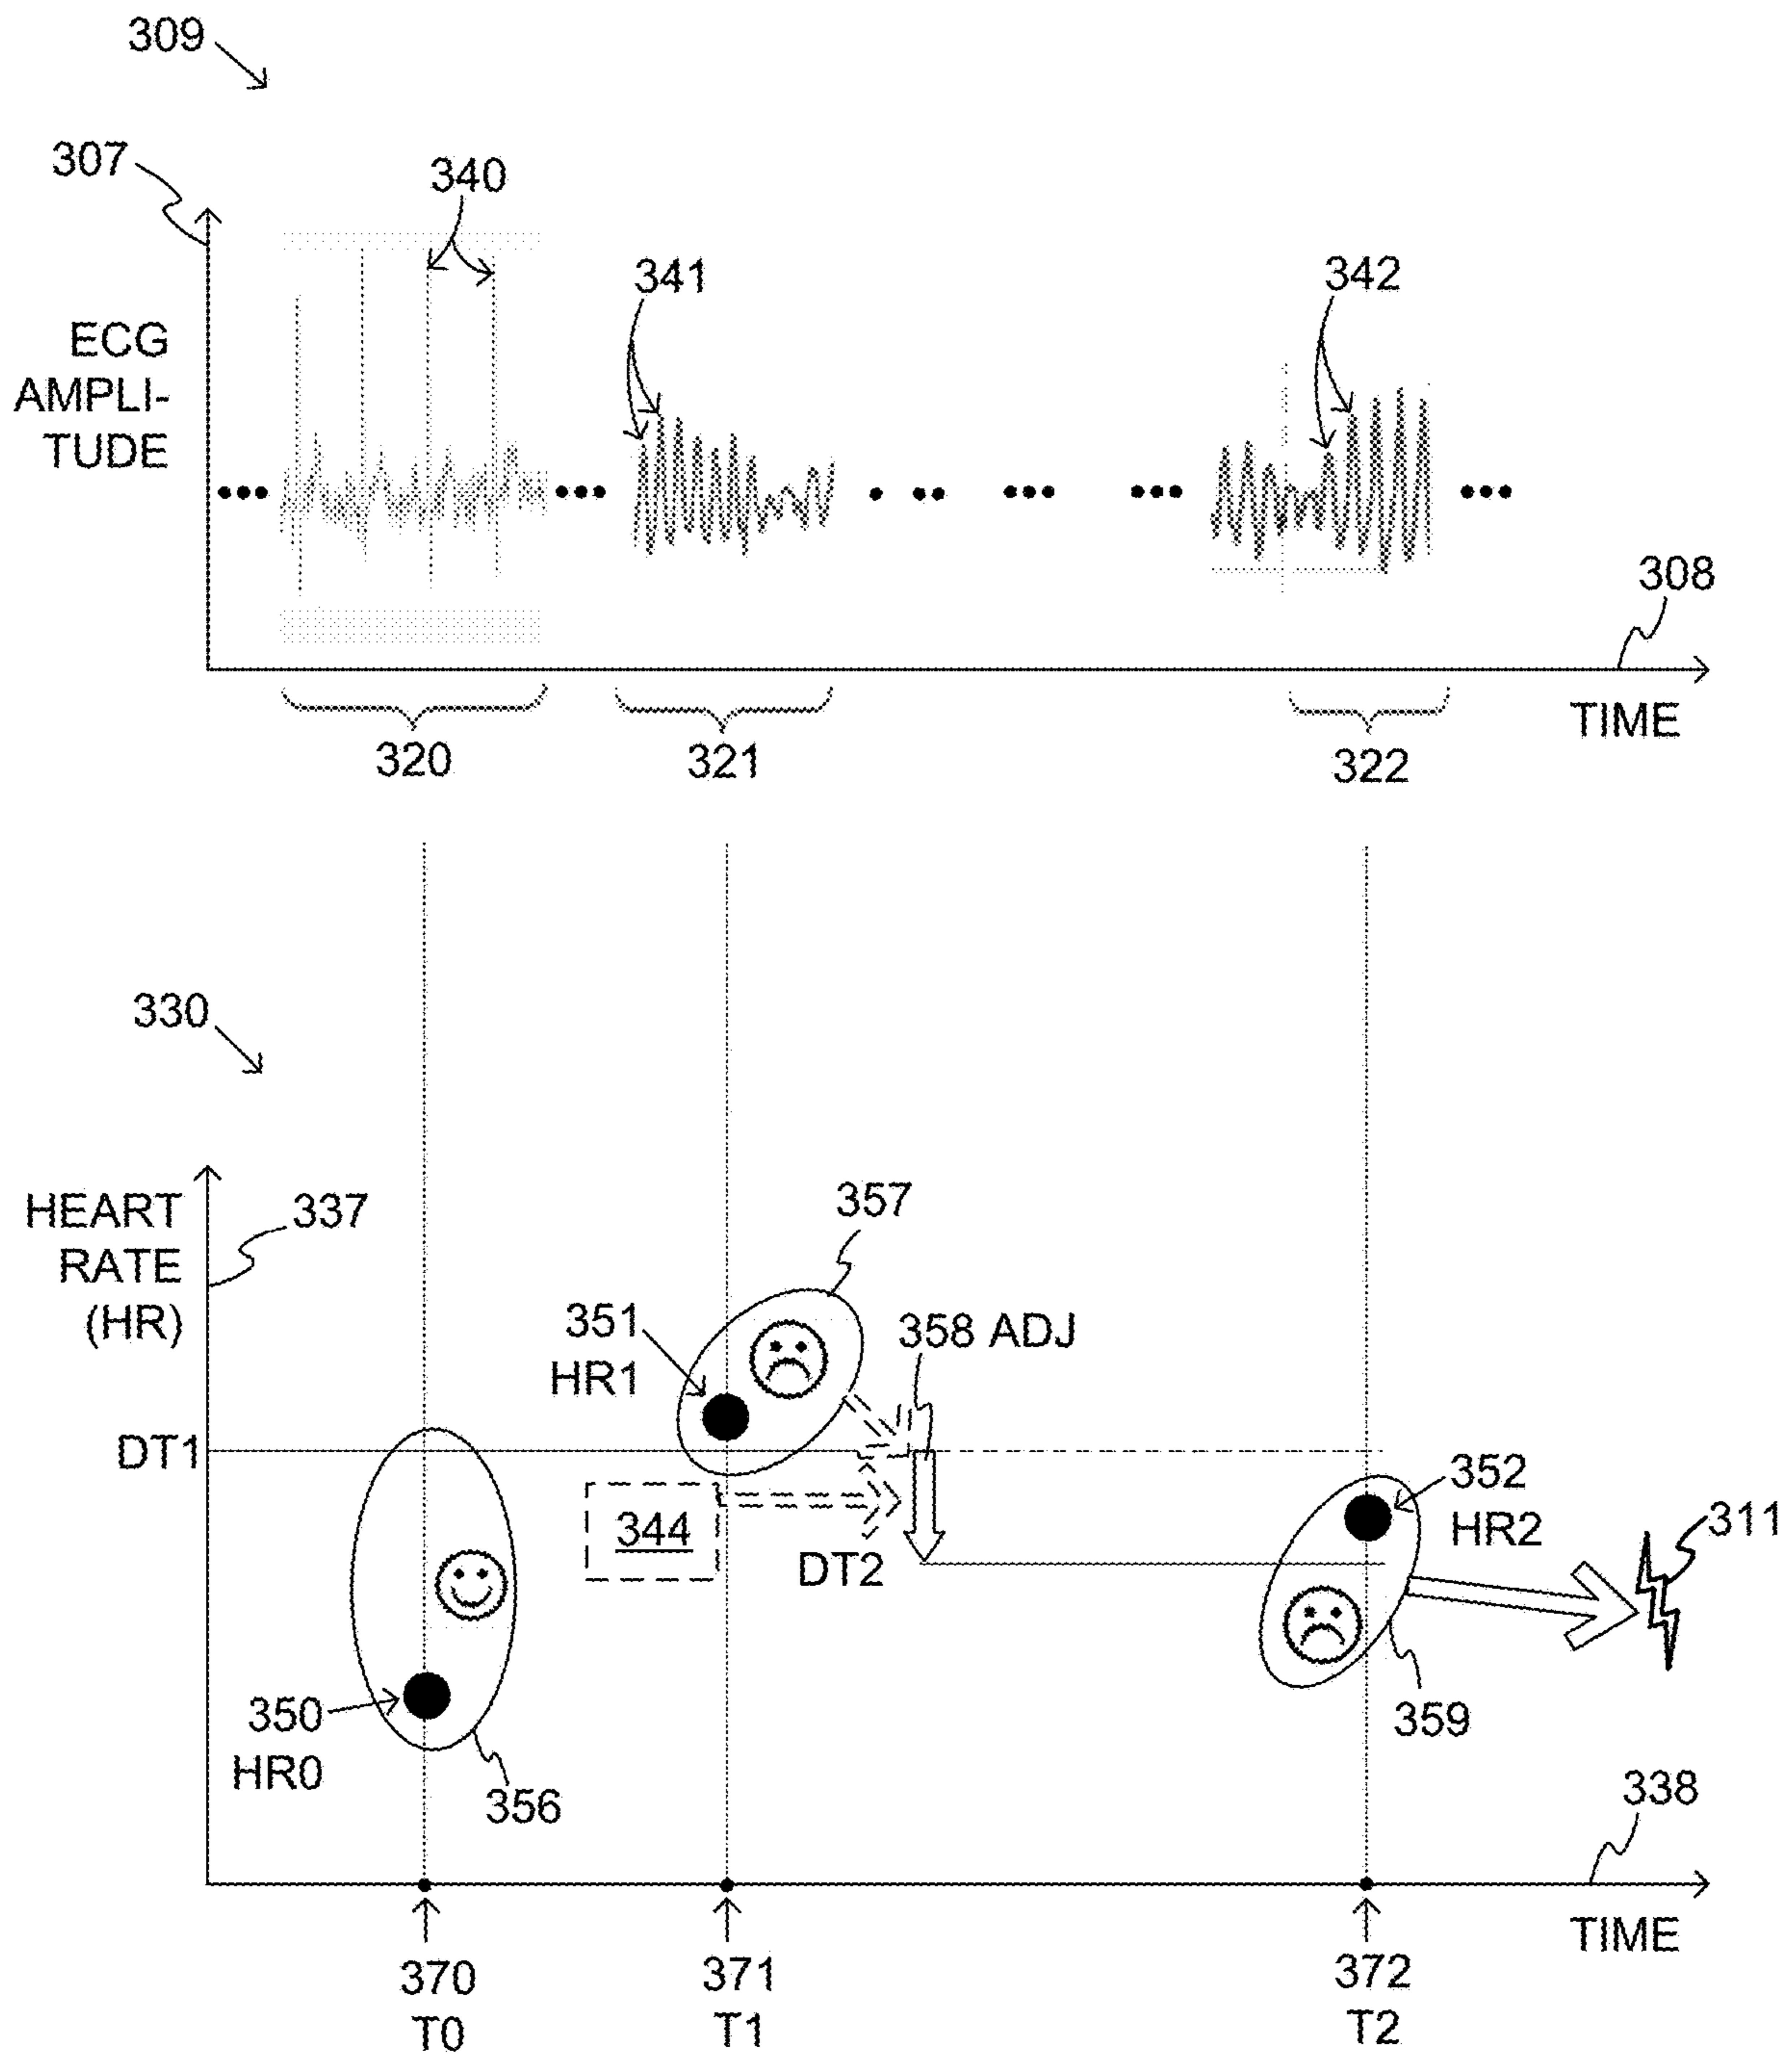 309
307
340
341
342
ECG
AMPLI-
TUDE
308
TIME
320
321
322
330
HEART
RATE
(HR)
337
357
351
HR1
358 ADJ
DT1
352
HR2
344
DT2
311
350
HR0
356
359
338
TIME
370
T0
371
T1
372
T2